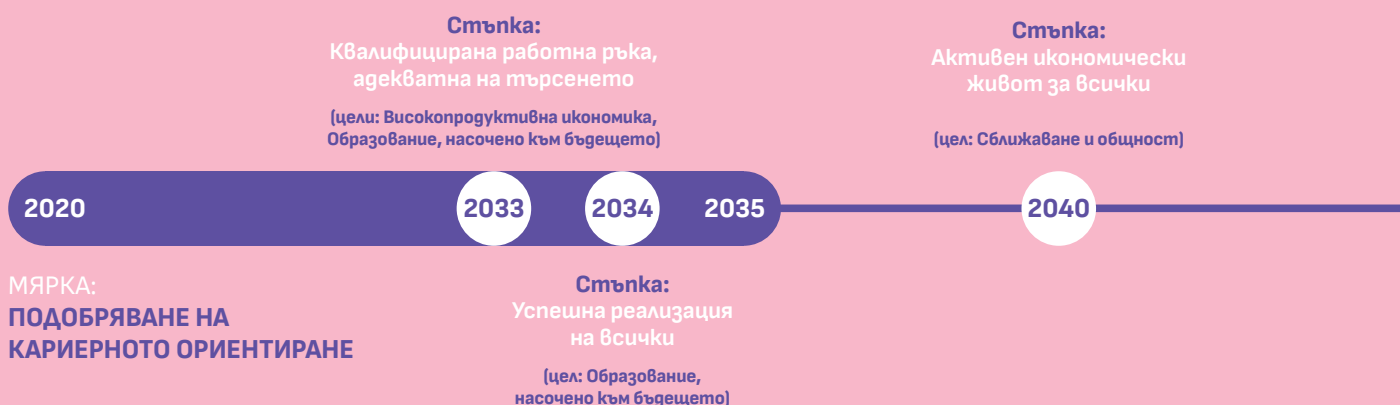 Стъпка:
Квалифицирана работна ръка,
адекватна на търсенето
(цели: Високопродуктивна икономика,
Образование, насочено към бъдещето)
Стъпка:
Активен икономически
живот за всички
(цел: Сближаване и общност)
2020
2033
2034
2035
2040
МЯРКА:
ПОДОБРЯВАНЕ НА
КАРИЕРНОТО ОРИЕНТИРАНЕ
Стъпка:
Успешна реализация
на всички
(цел: Образование,
насочено към бъдещето)